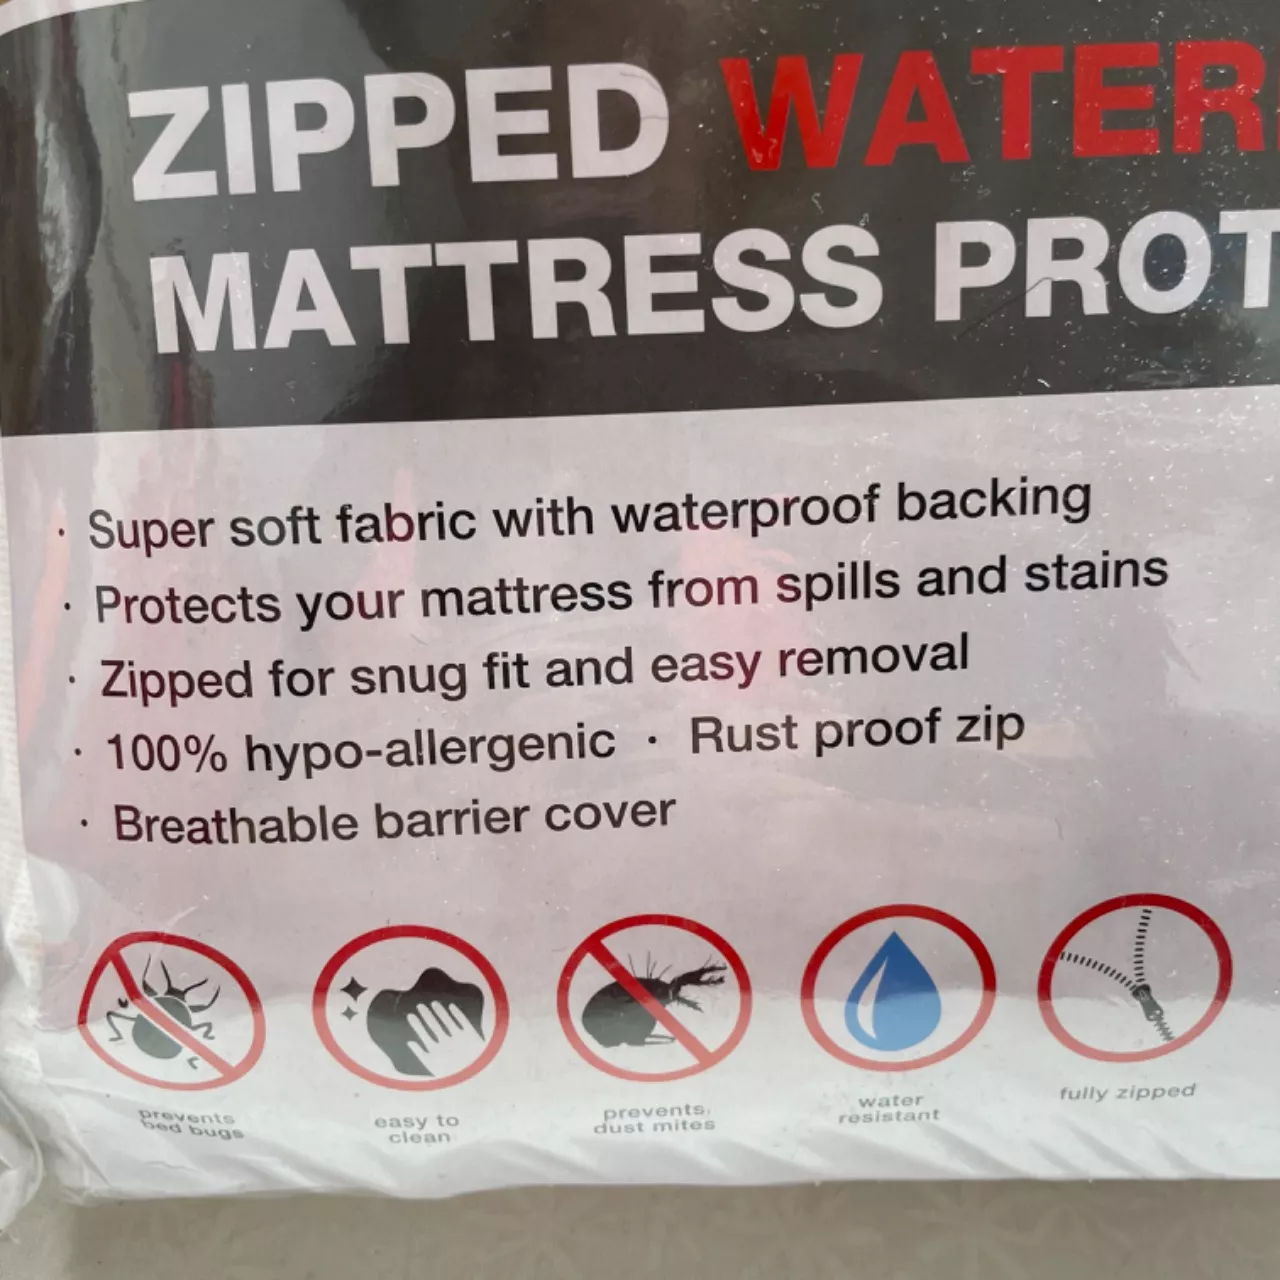 ZIPPED WATER
MATTRESS PROT
· Super soft fabric with waterproof backing
· Protects your mattress from spills and stains
· Zipped for snug fit and easy removal
· 100% hypo-allergenic · Rust proof zip
· Breathable barrier cover
prevents
bed bugs
easy to
clean
prevents
dust mites
water
resistant
fully zipped